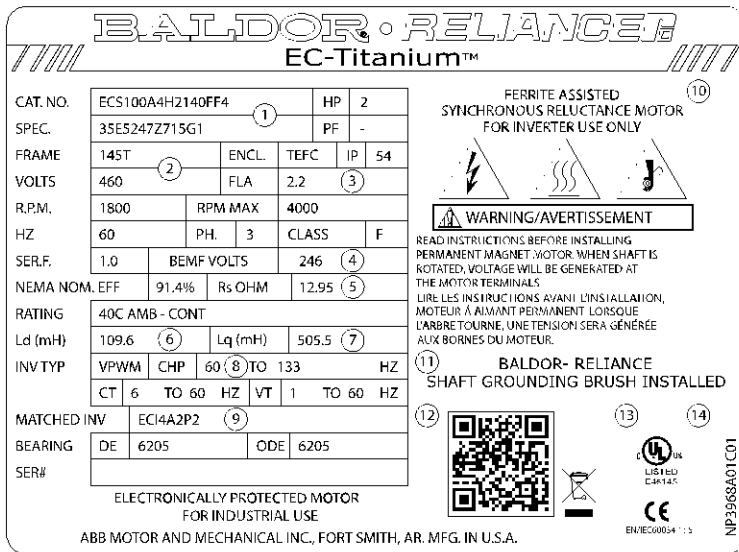 BALDOR • RELIANCE
EC-Titanium™
CAT. NO. ECS100A4H2140FF4 HP 2
1
SPEC. 35E5247Z715G1 PF -
FRAME 145T ENCL. TEFC IP 54
2
VOLTS 460 FLA 2.2 3
R.P.M. 1800 RPM MAX 4000
HZ 60 PH. 3 CLASS F
SER.F. 1.0 BEMF VOLTS 246 4
NEMA NOM. EFF 91.4% Rs OHM 12.95 5
RATING 40C AMB - CONT
Ld (mH) 109.6 6 Lq (mH) 505.5 7
INV TYP VPWM CHP 60 8 TO 133 HZ
CT 6 TO 60 HZ VT 1 TO 60 HZ
MATCHED INV ECI4A2P2 9
BEARING DE 6205 ODE 6205
SER#
ELECTRONICALLY PROTECTED MOTOR
FOR INDUSTRIAL USE
ABB MOTOR AND MECHANICAL INC., FORT SMITH, AR. MFG. IN U.S.A.
FERRITE ASSISTED 10
SYNCHRONOUS RELUCTANCE MOTOR
FOR INVERTER USE ONLY
WARNING/AVERTISSEMENT
READ INSTRUCTIONS BEFORE INSTALLING
PERMANENT MAGNET MOTOR. WHEN SHAFT IS
ROTATED, VOLTAGE WILL BE GENERATED AT
THE MOTOR TERMINALS
LIRE LES INSTRUCTIONS AVANT L'INSTALLATION,
MOTEUR À AIMANT PERMANENT LORSQUE
L'ARBRE TOURNE, UNE TENSION SERA GÉNÉRÉE
AUX BORNES DU MOTEUR.
11 BALDOR- RELIANCE
SHAFT GROUNDING BRUSH INSTALLED
12 13 14
C UL US
LISTED
CE
NP3968A01C01